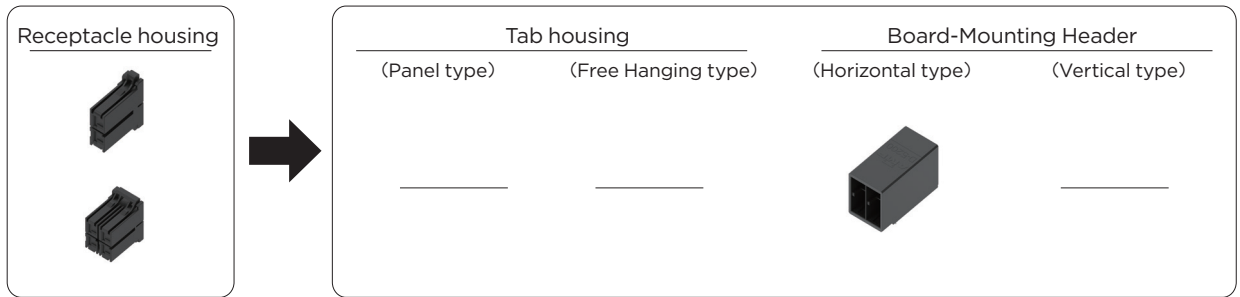 Receptacle housing
Tab housing
Board-Mounting Header
(Panel type)
(Free Hanging type)
(Horizontal type)
(Vertical type)